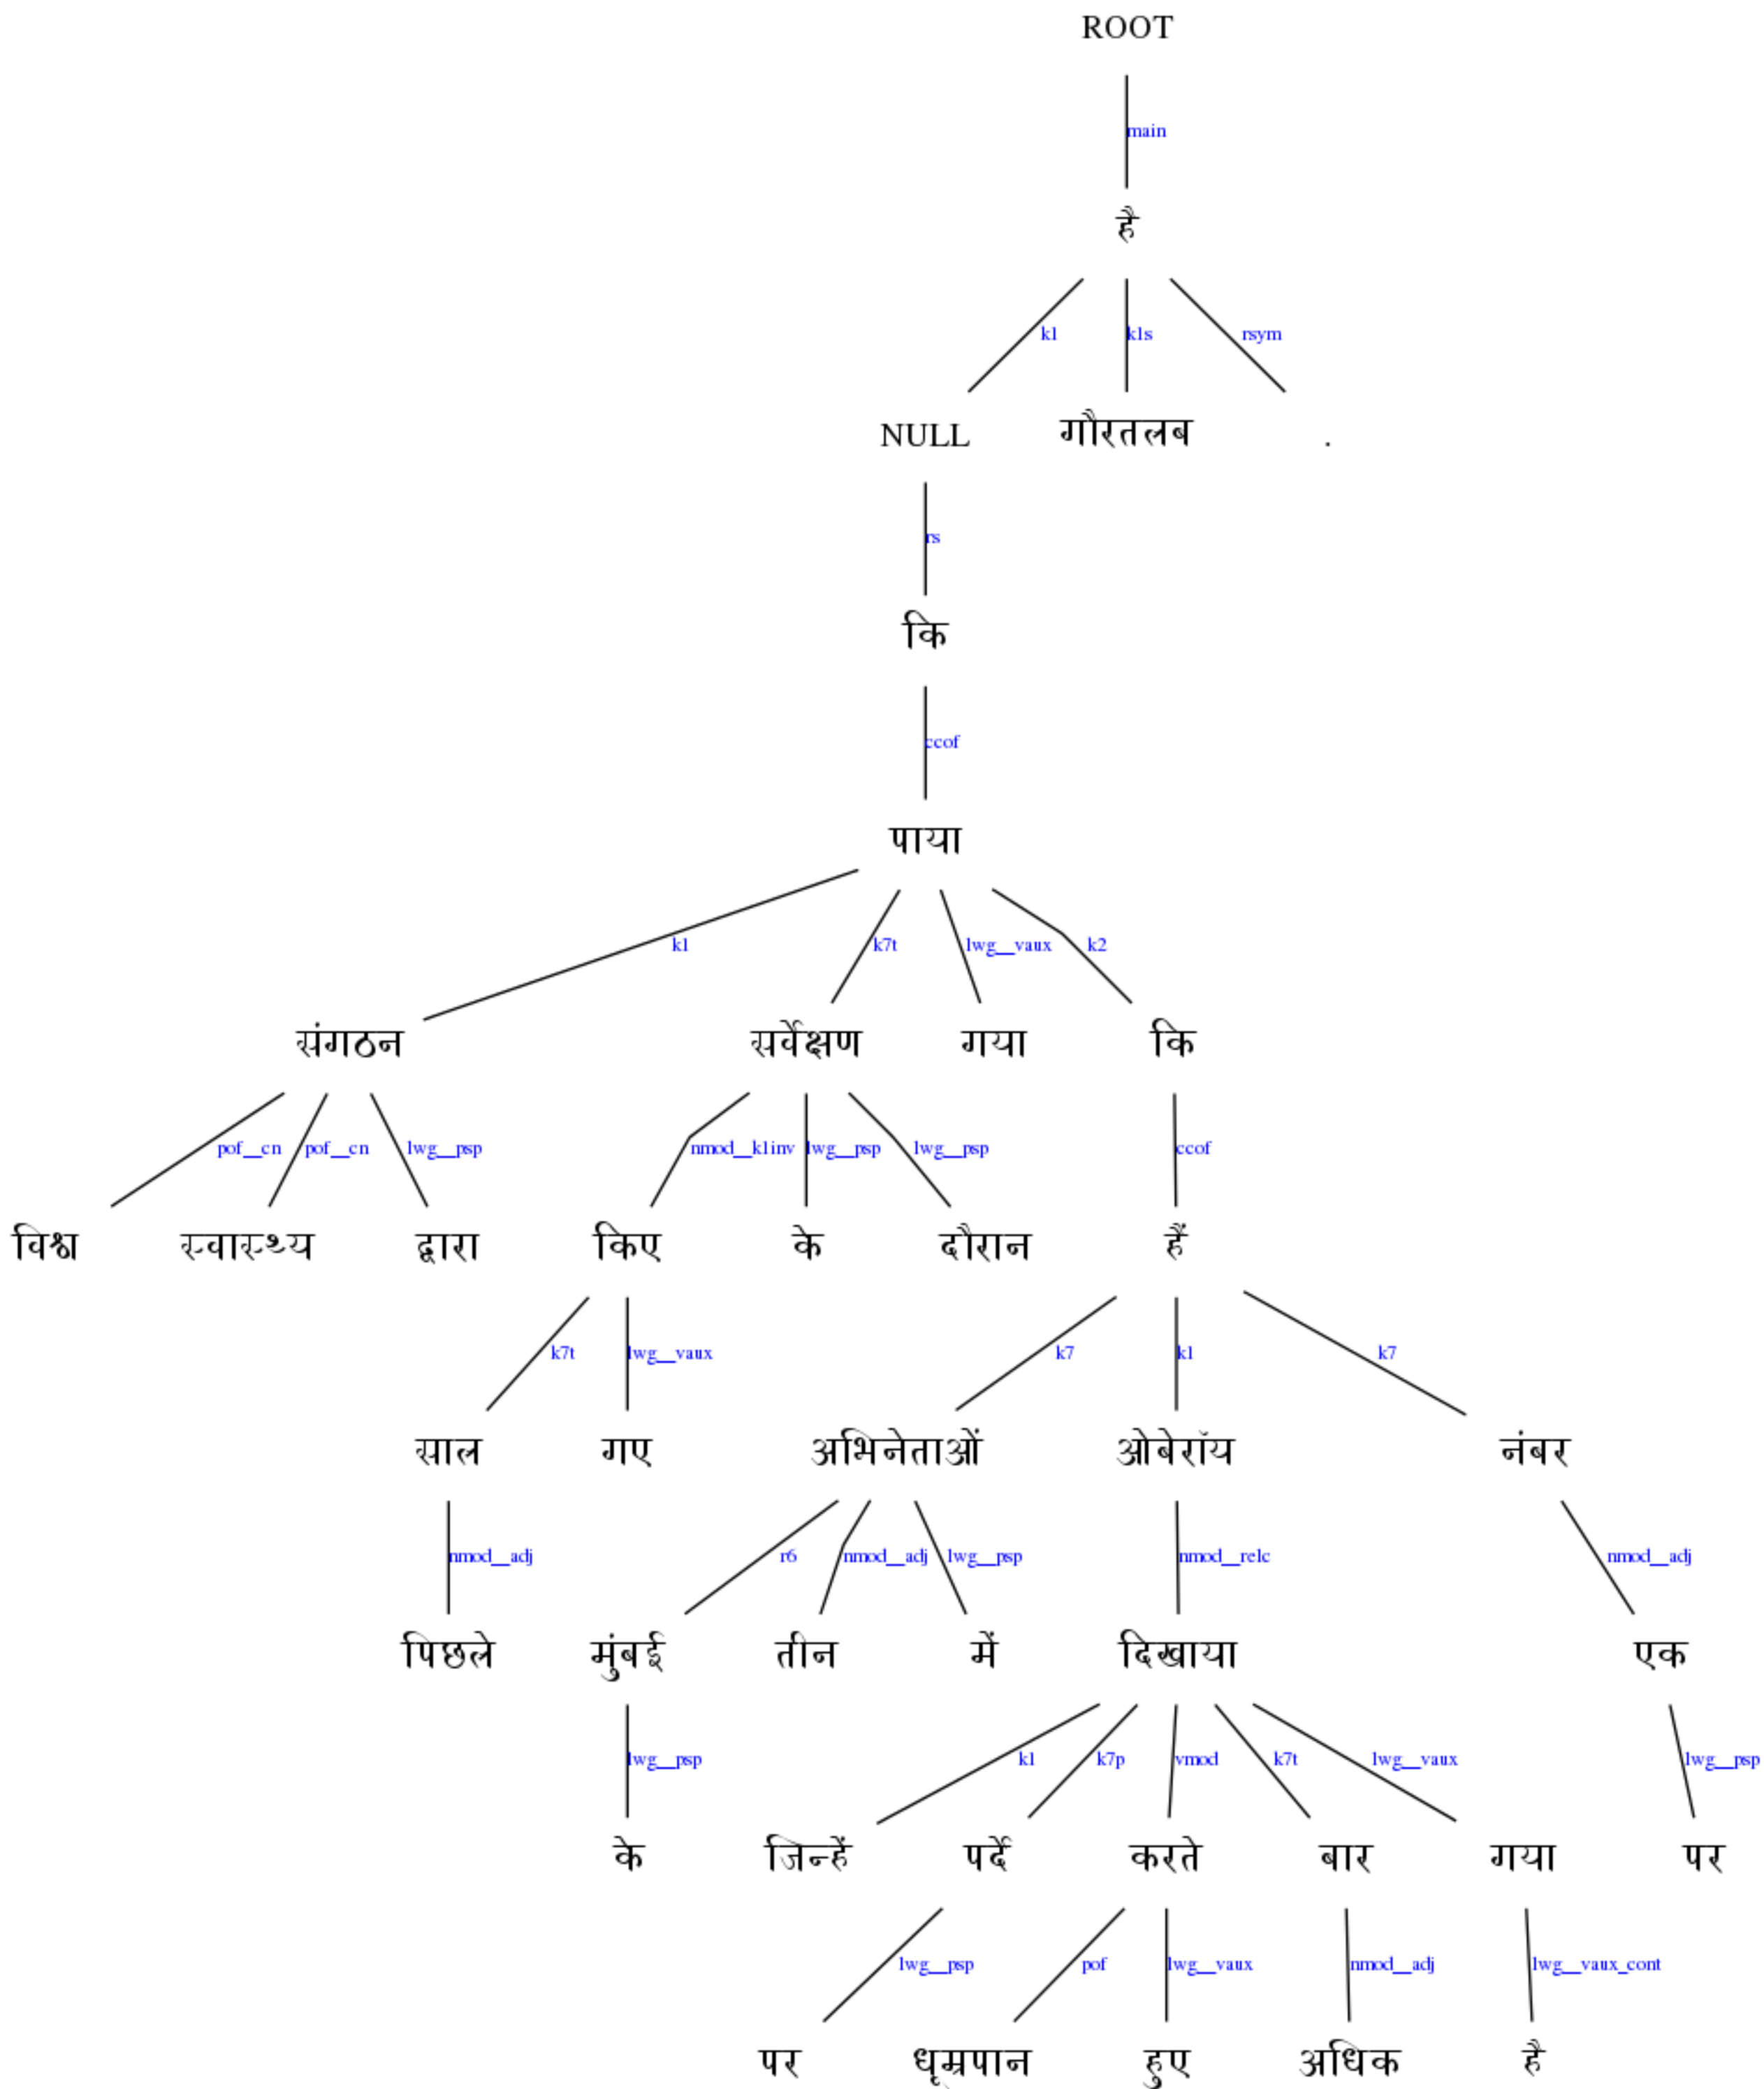 ROOT
main
है
k1 k1s rsym
NULL गौरतलब .
rs
कि
ccof
पाया
k1 k7t lwg__vaux k2
संगठन सर्वेक्षण गया कि
pof__cn pof__cn lwg__psp nmod__k1inv lwg__psp lwg__psp ccof
विश्व स्वास्थ्य द्वारा किए के दौरान हैं
k7t lwg__vaux k7 k1 k7
साल गए अभिनेताओं ओबेरॉय नंबर
nmod__adj r6 nmod__adj lwg__psp nmod__relc nmod__adj
पिछले मुंबई तीन में दिखाया एक
lwg__psp k1 k7p vmod k7t lwg__vaux lwg__psp
के जिन्हें पर्दे करते बार गया पर
lwg__psp pof lwg__vaux nmod__adj lwg__vaux_cont
पर धूम्रपान हुए अधिक है